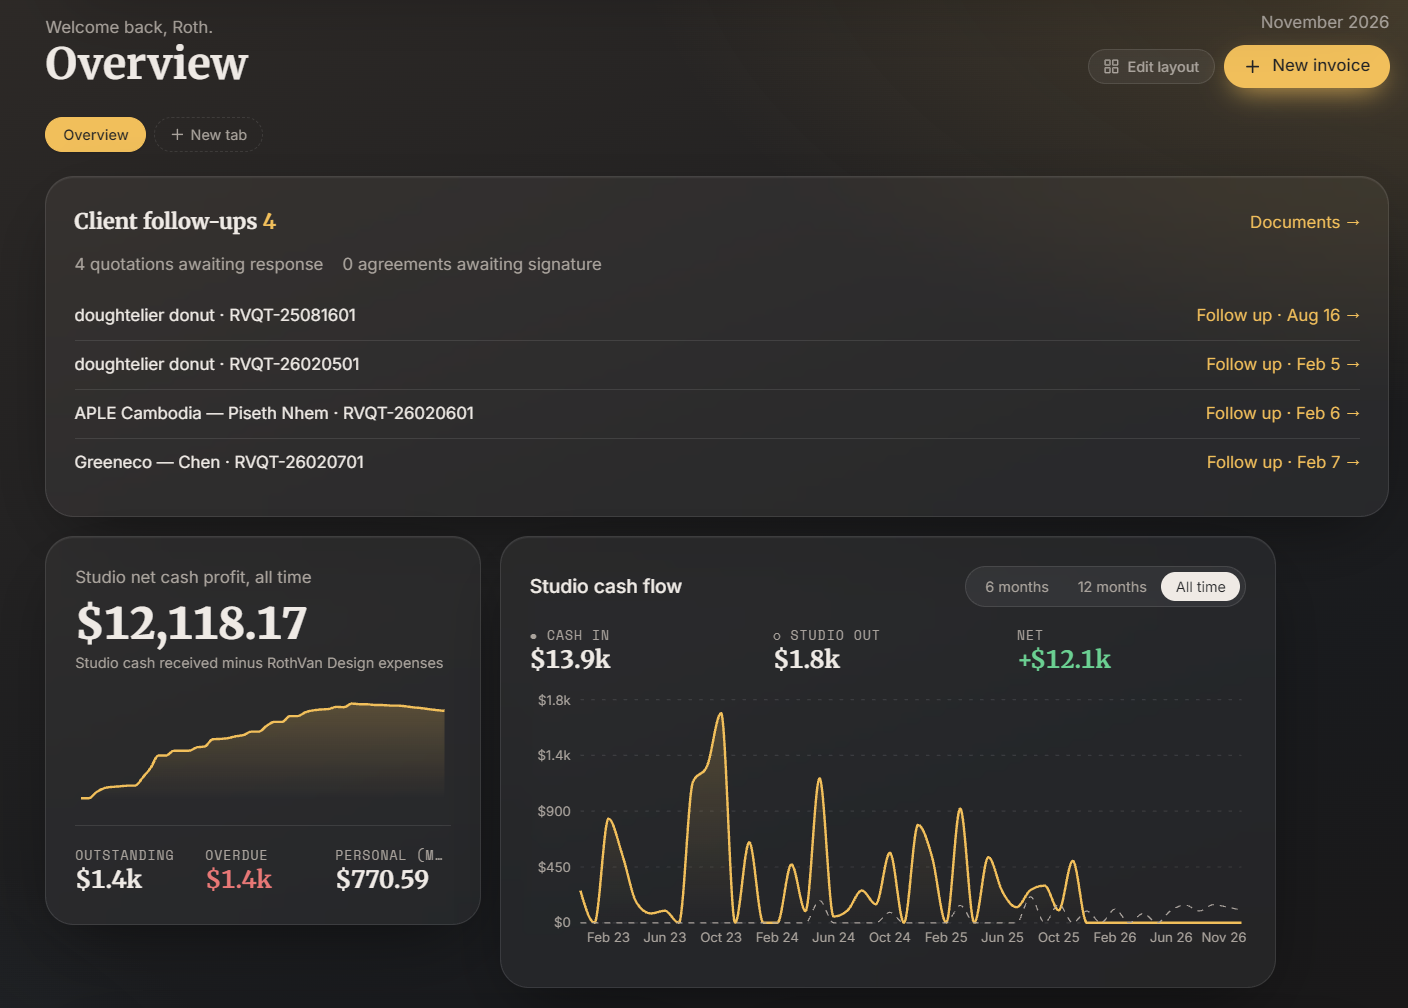 Welcome back, Roth.
Overview
November 2026
Edit layout
+ New invoice
Overview
+ New tab
Client follow-ups 4
Documents →
4 quotations awaiting response 0 agreements awaiting signature
doughtelier donut · RVQT-25081601
Follow up · Aug 16 →
doughtelier donut · RVQT-26020501
Follow up · Feb 5 →
APLE Cambodia — Piseth Nhem · RVQT-26020601
Follow up · Feb 6 →
Greeneco — Chen · RVQT-26020701
Follow up · Feb 7 →
Studio net cash profit, all time
$12,118.17
Studio cash received minus RothVan Design expenses
OUTSTANDING
$1.4k
OVERDUE
$1.4k
PERSONAL (M…
$770.59
Studio cash flow
6 months
12 months
All time
CASH IN
$13.9k
STUDIO OUT
$1.8k
NET
+$12.1k
$1.8k
$1.4k
$900
$450
$0
Feb 23 Jun 23 Oct 23 Feb 24 Jun 24 Oct 24 Feb 25 Jun 25 Oct 25 Feb 26 Jun 26 Nov 26